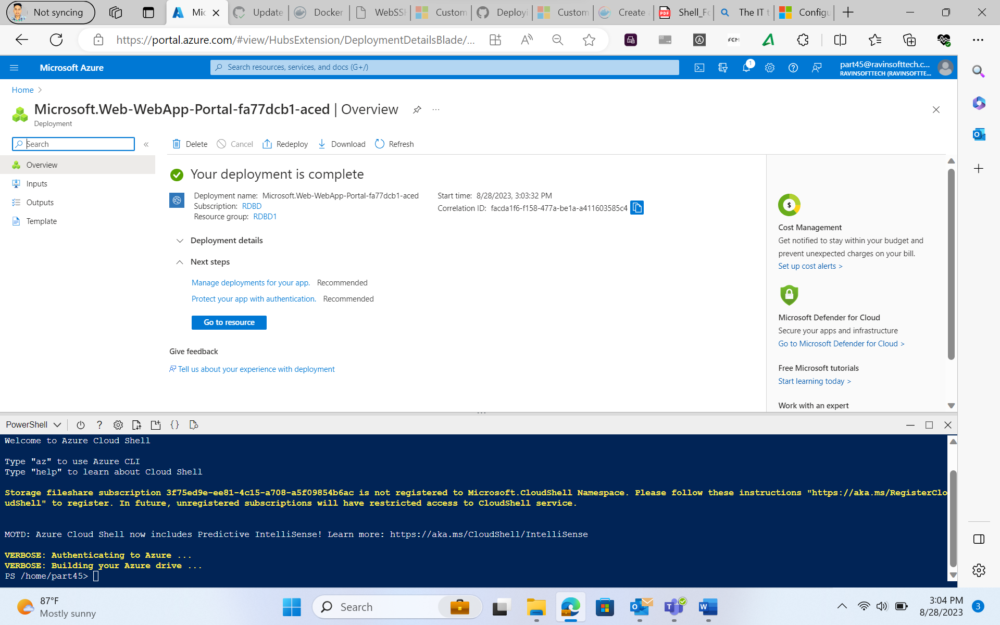 Not syncing
Mic
Update
Docker
WebSSH
Custom
Deployi
Custom
Create a
PDF
Shell_Fo
The IT t
Configu
https://portal.azure.com/#view/HubsExtension/DeploymentDetailsBlade/...
FCM
Microsoft Azure
Search resources, services, and docs (G+/)
1
part45@ravinsofttech.c...
RAVINSOFTTECH (RAVINSOFTTE...
Home >
Microsoft.Web-WebApp-Portal-fa77dcb1-aced | Overview
Deployment
Search
Overview
Inputs
Outputs
Template
Delete
Cancel
Redeploy
Download
Refresh
Your deployment is complete
Deployment name: Microsoft.Web-WebApp-Portal-fa77dcb1-aced
Subscription: RDBD
Resource group: RDBD1
Start time: 8/28/2023, 3:03:32 PM
Correlation ID: facda1f6-f158-477a-be1a-a411603585c4
Deployment details
Next steps
Manage deployments for your app. Recommended
Protect your app with authentication. Recommended
Go to resource
Give feedback
Tell us about your experience with deployment
Cost Management
Get notified to stay within your budget and
prevent unexpected charges on your bill.
Set up cost alerts >
Microsoft Defender for Cloud
Secure your apps and infrastructure
Go to Microsoft Defender for Cloud >
Free Microsoft tutorials
Start learning today >
Work with an expert
PowerShell
Welcome to Azure Cloud Shell
Type "az" to use Azure CLI
Type "help" to learn about Cloud Shell
Storage fileshare subscription 3f75ed9e-ee81-4c15-a708-a5f09854b6ac is not registered to Microsoft.CloudShell Namespace. Please follow these instructions "https://aka.ms/RegisterClo
udShell" to register. In future, unregistered subscriptions will have restricted access to CloudShell service.
MOTD: Azure Cloud Shell now includes Predictive IntelliSense! Learn more: https://aka.ms/CloudShell/IntelliSense
VERBOSE: Authenticating to Azure ...
VERBOSE: Building your Azure drive ...
PS /home/part45>
87°F
Mostly sunny
Search
3:04 PM
8/28/2023
3